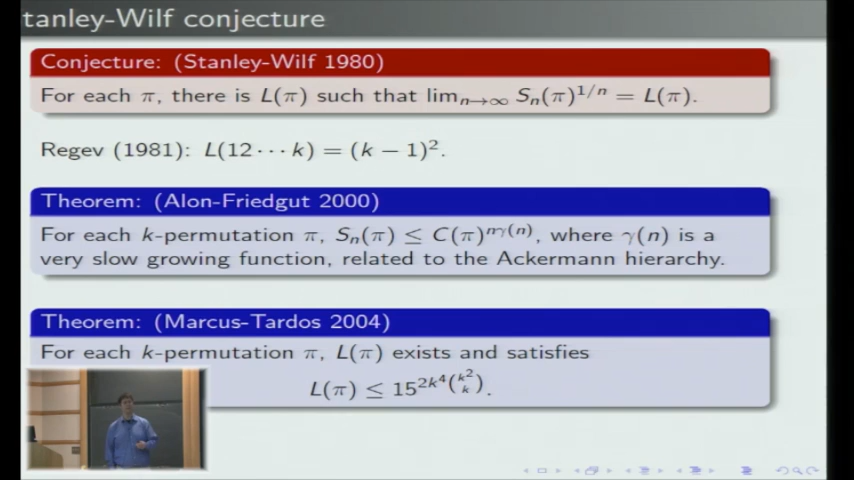 tanley-Wilf conjecture
Conjecture: (Stanley-Wilf 1980)
For each π, there is L(π) such that lim_{n→∞} S_n(π)^{1/n} = L(π).
Regev (1981): L(12 ⋯ k) = (k − 1)^2.
Theorem: (Alon-Friedgut 2000)
For each k-permutation π, S_n(π) ≤ C(π)^{nγ(n)}, where γ(n) is a
very slow growing function, related to the Ackermann hierarchy.
Theorem: (Marcus-Tardos 2004)
For each k-permutation π, L(π) exists and satisfies
L(π) ≤ 15^{2k^4 \binom{k^2}{k}}.